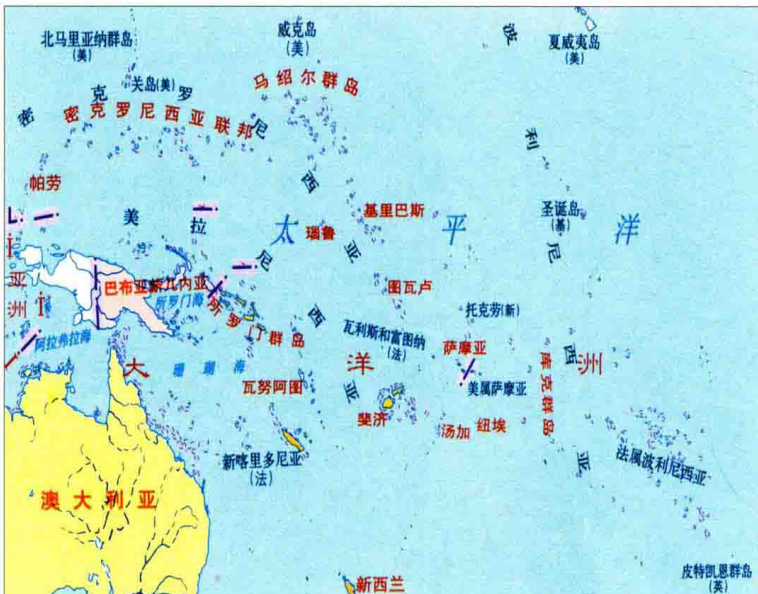 北马里亚纳群岛
(美)
威克岛
(美)
夏威夷岛
(美)
关岛(美)
马绍尔群岛
密克罗尼西亚
密克罗尼西亚联邦
波利尼西亚
帕劳
美拉尼西亚
基里巴斯
瑙鲁
圣诞岛
(基)
太平洋
亚洲
巴布亚新几内亚
所罗门海
所罗门群岛
图瓦卢
托克劳(新)
瓦利斯和富图纳
(法)
萨摩亚
美属萨摩亚
阿拉弗拉海
大洋洲
珊瑚海
瓦努阿图
斐济
汤加
纽埃
库克群岛
新喀里多尼亚
(法)
法属波利尼西亚
澳大利亚
新西兰
皮特凯恩群岛
(英)